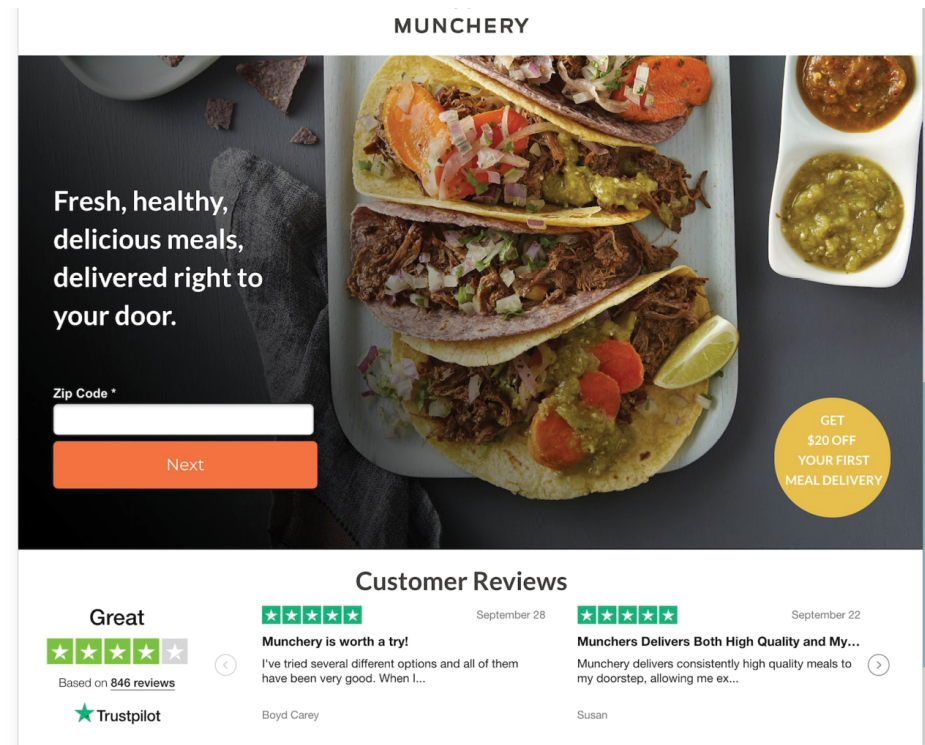 MUNCHERY
Fresh, healthy,
delicious meals,
delivered right to
your door.
Zip Code *
Next
GET
$20 OFF
YOUR FIRST
MEAL DELIVERY
Customer Reviews
Great
Based on 846 reviews
Trustpilot
September 28
Munchery is worth a try!
I've tried several different options and all of them
have been very good. When I...
Boyd Carey
September 22
Munchers Delivers Both High Quality and My...
Munchery delivers consistently high quality meals to
my doorstep, allowing me ex...
Susan